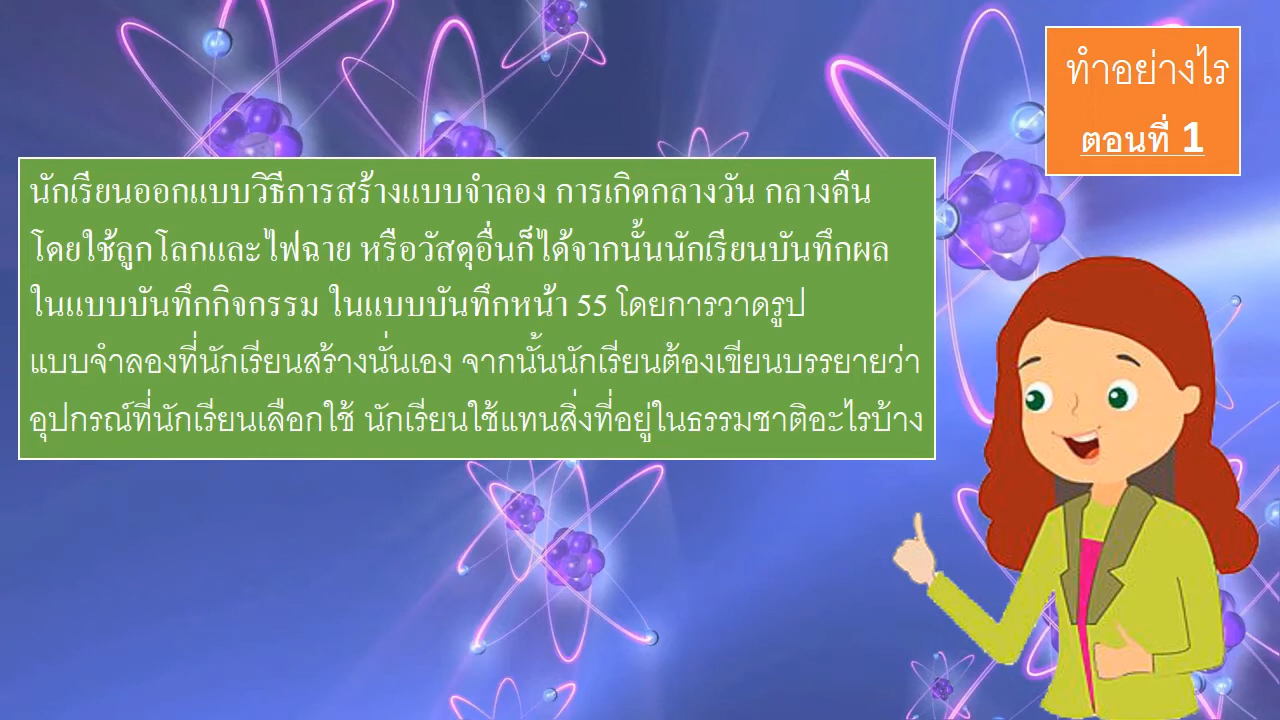 ทำอย่างไร
ตอนที่ 1
นักเรียนออกแบบวิธีการสร้างแบบจำลอง การเกิดกลางวัน กลางคืน
โดยใช้ลูกโลกและไฟฉาย หรือวัสดุอื่นก็ได้จากนั้นนักเรียนบันทึกผล
ในแบบบันทึกกิจกรรม ในแบบบันทึกหน้า 55 โดยการวาดรูป
แบบจำลองที่นักเรียนสร้างนั่นเอง จากนั้นนักเรียนต้องเขียนบรรยายว่า
อุปกรณ์ที่นักเรียนเลือกใช้ นักเรียนใช้แทนสิ่งที่อยู่ในธรรมชาติอะไรบ้าง